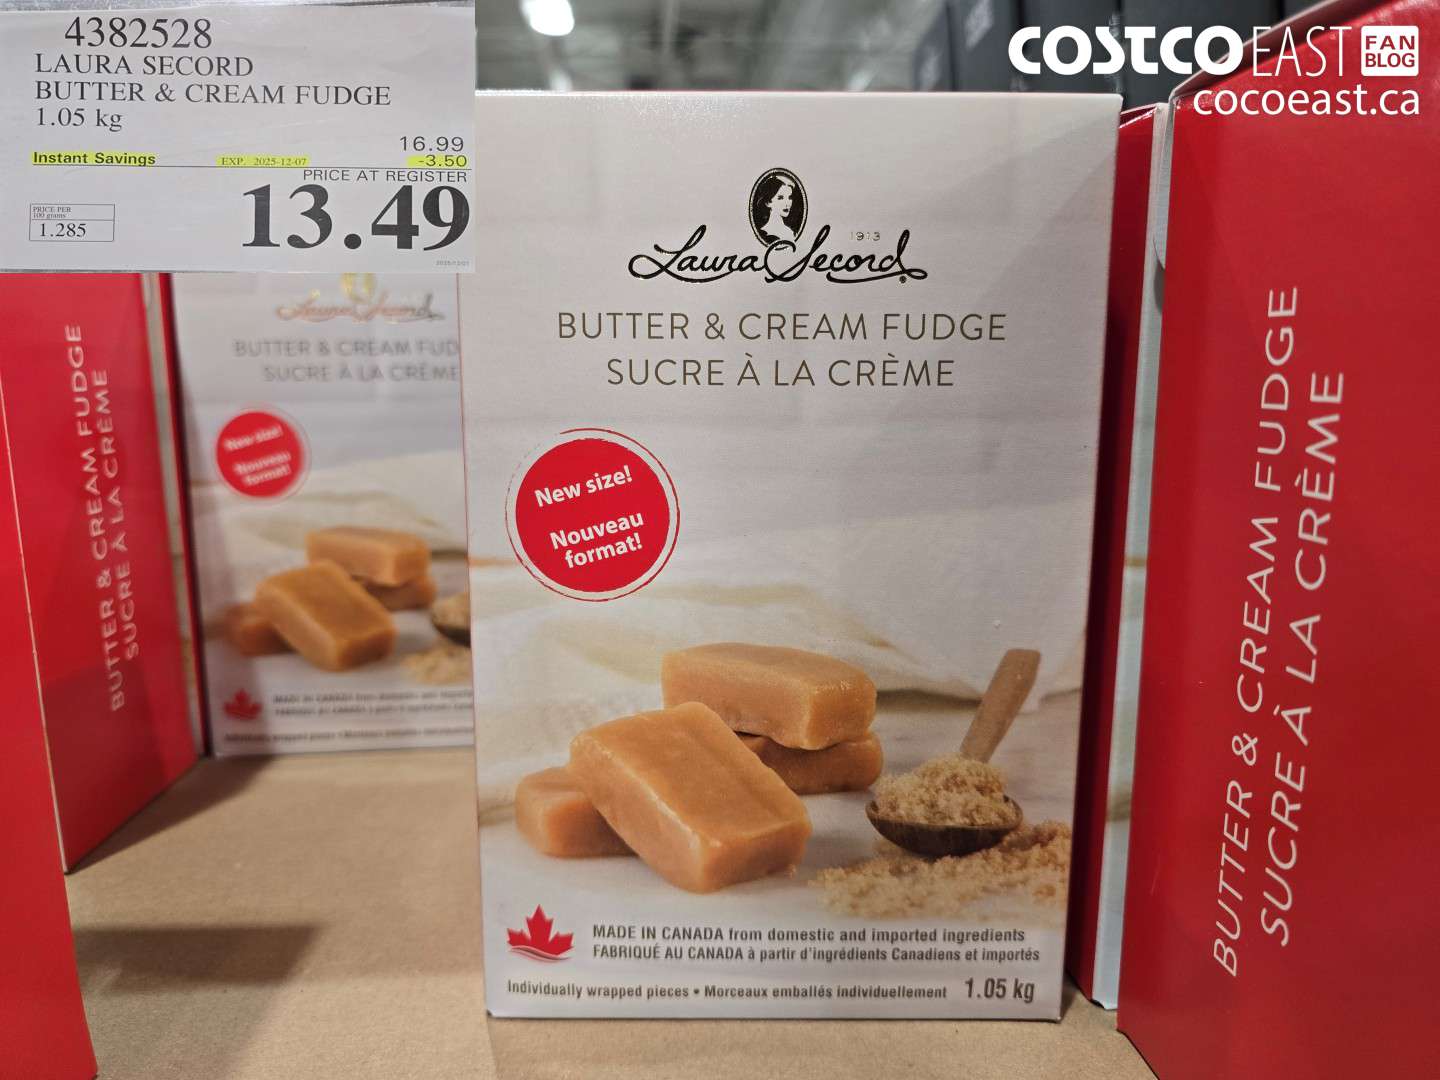 4382528
LAURA SECORD
BUTTER & CREAM FUDGE
1.05 kg
16.99
Instant Savings EXP. 2025-12-07 -3.50
PRICE AT REGISTER
PRICE PER
100 grams
1.285
13.49
COSTCO EAST FAN BLOG
cocoeast.ca
1913
Laura Secord
BUTTER & CREAM FUDGE
SUCRE À LA CRÈME
New size!
Nouveau
format!
MADE IN CANADA from domestic and imported ingredients
FABRIQUÉ AU CANADA à partir d'ingrédients Canadiens et importés
Individually wrapped pieces • Morceaux emballés individuellement 1.05 kg
Laura Secord
BUTTER & CREAM FUD
SUCRE À LA CRÈME
New size!
Nouveau
format!
BUTTER & CREAM FUDGE
SUCRE À LA CRÈME
BUTTER & CREAM FUDGE
SUCRE À LA CRÈME